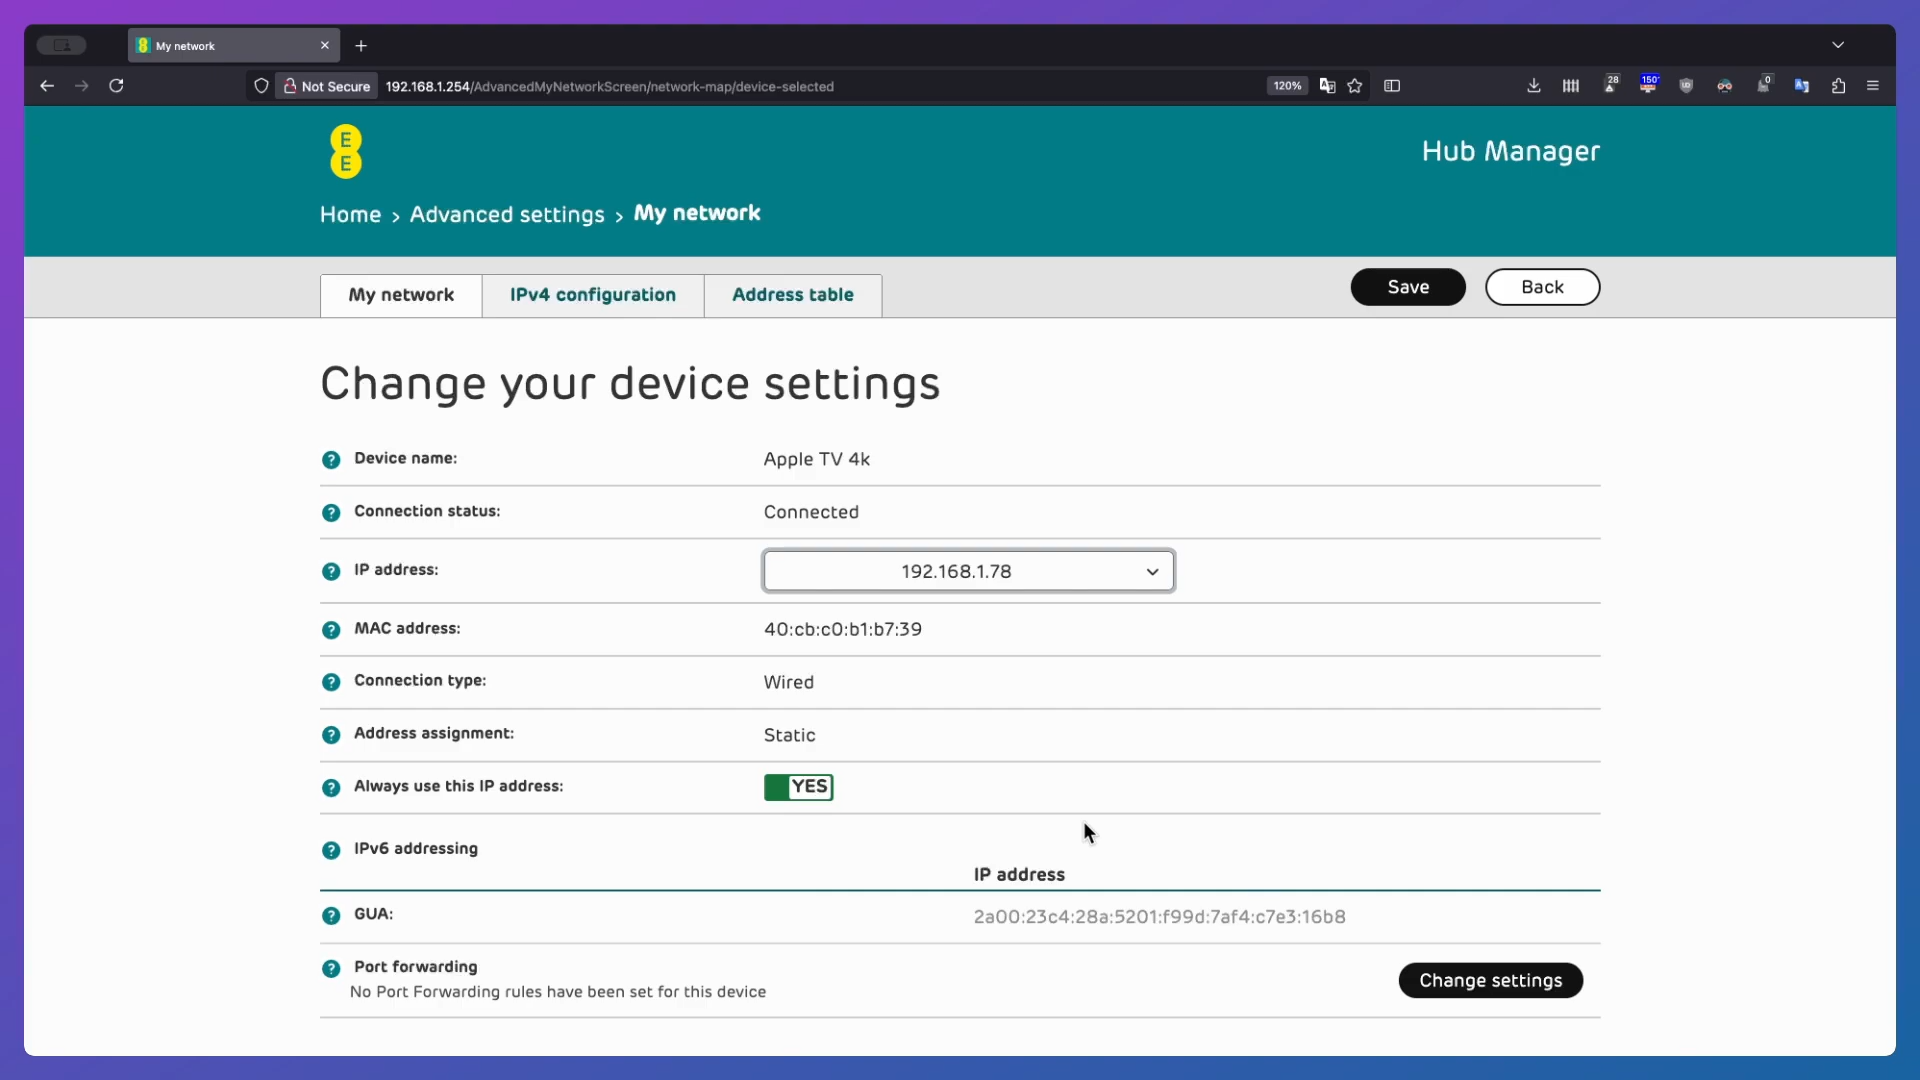 My network
Not Secure
192.168.1.254/AdvancedMyNetworkScreen/network-map/device-selected
120%
28
150
0
E
E
Hub Manager
Home › Advanced settings › My network
My network
IPv4 configuration
Address table
Save
Back
Change your device settings
? Device name: Apple TV 4k
? Connection status: Connected
? IP address: 192.168.1.78
? MAC address: 40:cb:c0:b1:b7:39
? Connection type: Wired
? Address assignment: Static
? Always use this IP address: YES
? IPv6 addressing
IP address
? GUA: 2a00:23c4:28a:5201:f99d:7af4:c7e3:16b8
? Port forwarding
No Port Forwarding rules have been set for this device
Change settings